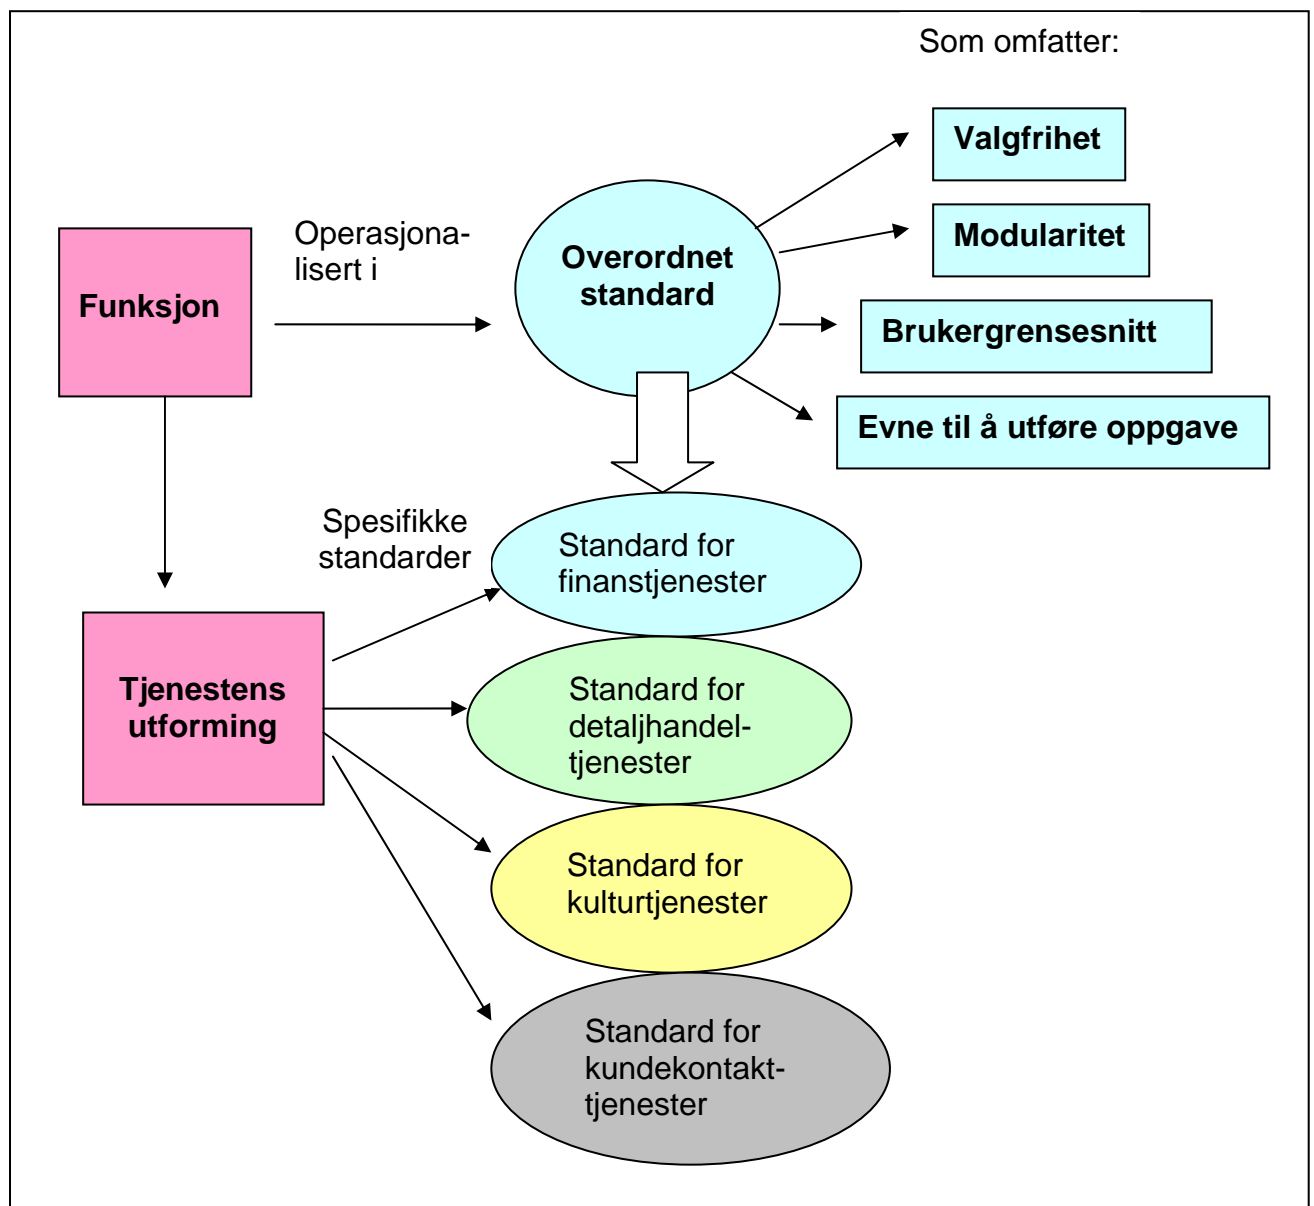 Som omfatter:
Valgfrihet
Modularitet
Brukergrensesnitt
Evne til å utføre oppgave
Operasjona-
lisert i
Overordnet
standard
Funksjon
Spesifikke
standarder
Standard for
finanstjenester
Tjenestens
utforming
Standard for
detaljhandel-
tjenester
Standard for
kulturtjenester
Standard for
kundekontakt-
tjenester